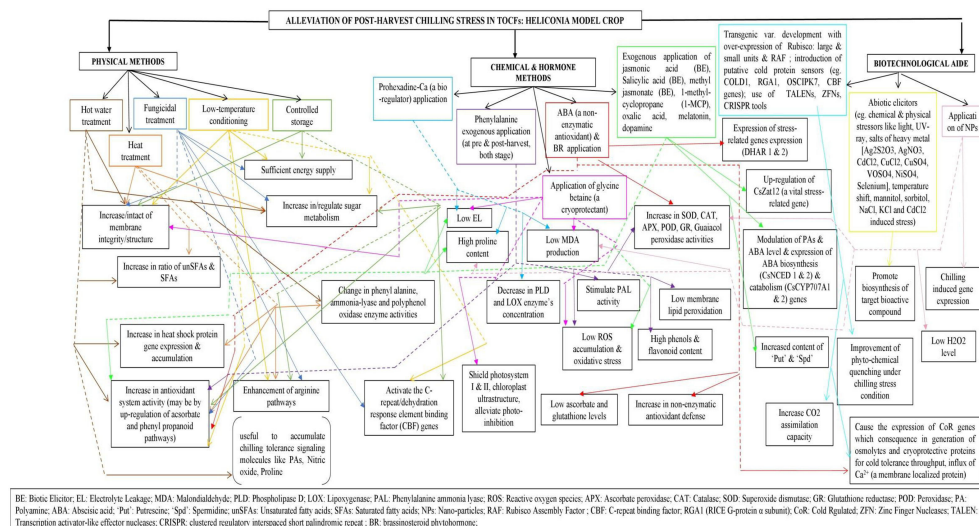 ALLEVIATION OF POST-HARVEST CHILLING STRESS IN TOCFs: HELICONIA MODEL CROP
PHYSICAL METHODS
CHEMICAL & HORMONE
METHODS
BIOTECHNOLOGICAL AIDE
Hot water
treatment
Fungicidal
treatment
Low-temperature
conditioning
Controlled
storage
Heat
treatment
Prohexadine-Ca (a bio
-regulator) application
Phenylalanine
exogenous application
(at pre & post-harvest,
both stage)
ABA (a non-
enzymatic
antioxidant) &
BR application
Exogenous application of
jasmonic acid (BE),
Salicylic acid (BE), methyl
jasmonate (BE), 1-methyl-
cyclopropane (1-MCP),
oxalic acid, melatonin,
dopamine
Transgenic var. development with
over-expression of Rubisco: large &
small units & RAF ; introduction of
putative cold proton sensors (eg.
COLD1, RGA1, OSCIPK7, CBF
genes); use of TALENs, ZFNs,
CRISPR tools
Abiotic elicitors
(eg. chemical & physical
stressors like light, UV-
ray, salts of heavy metal
[Ag2S2O3, AgNO3,
CdCl2, CuCl2, CuSO4,
VOSO4, NiSO4,
Selenium], temperature
shift, mannitol, sorbitol,
NaCl, KCl and CdCl2
induced stress)
Applicati
on of NPs
Sufficient energy supply
Increase/intact of
membrane
integrity/structure
Increase in/regulate sugar
metabolism
Increase in ratio of unSFAs &
SFAs
Increase in heat shock protein
gene expression &
accumulation
Increase in antioxidant
system activity (may be by
up-regulation of acsorbate
and phenyl propanoid
pathways)
Enhancement of arginine
pathways
useful to accumulate
chilling tolerance signaling
molecules like PAs, Nitric
oxide, Proline
Change in phenyl alanine,
ammonia-lyase and polyphenol
oxidase enzyme activities
Activate the C-
repeat/dehydration
response element binding
factor (CBF) genes
Low EL
High proline
content
Application of glycine
betaine (a
cryoprotectant)
Low MDA
production
Decrease in PLD
and LOX enzyme's
concentration
Stimulate PAL
activity
Low membrane
lipid peroxidation
Low ROS
accumulation &
oxidative stress
High phenols &
flavonoid content
Shield photosystem
I & II, chloroplast
ultrastructure,
alleviate photo-
inhibition
Low ascorbate and
glutathione levels
Increase in non-enzymatic
antioxidant defense
Expression of stress-
related genes expression
(DHAR 1 & 2)
Increase in SOD, CAT,
APX, POD, GR, Guaiacol
peroxidase activities
Up-regulation of
CsZat12 (a vital stress-
related gene)
Modulation of PAs &
ABA level & expression of
ABA biosynthesis
(CsNCED 1 & 2) &
catabolism (CsCYP707A1
& 2) genes
Increased content of
'Put' & 'Spd'
Promote
biosynthesis of
target bioactive
compound
Chilling
induced gene
expression
Low H2O2
level
Improvement of
phyto-chemical
quenching under
chilling stress
condition
Increase CO2
assimilation
capacity
Cause the expression of CoR genes
which consequence in generation of
osmolytes and cryoprotective proteins
for cold tolerance throughput, influx of
Ca²⁺ (a membrane localized protein)
BE: Biotic Elicitor; EL: Electrolyte Leakage; MDA: Malondialdehyde; PLD: Phospholipase D; LOX: Lipoxygenase; PAL: Phenylalanine ammonia lyase; ROS: Reactive oxygen species; APX: Ascorbate peroxidase; CAT: Catalase; SOD: Superoxide dismutase; GR: Glutathione reductase; POD: Peroxidase; PA:
Polyamine; ABA: Abscisic acid; 'Put': Putrescine; 'Spd': Spermidine; unSFAs: Unsaturated fatty acids; SFAs: Saturated fatty acids; NPs: Nano-particles; RAF: Rubisco Assembly Factor ; CBF: C-repeat binding factor; RGA1 (RICE G-protein α subunit); CoR: Cold Rgulated; ZFN: Zinc Finger Nucleases; TALEN:
Transcription activator-like effector nucleases; CRISPR: clustered regulatory interspaced short palindromic repeat ; BR: brassinosteroid phytohormone;